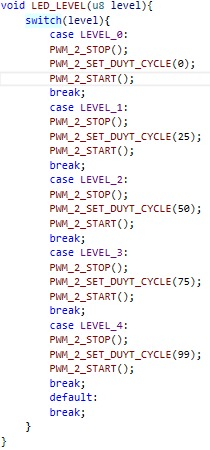 void LED_LEVEL(u8 level){
switch(level){
case LEVEL_0:
PWM_2_STOP();
PWM_2_SET_DUYT_CYCLE(0);
PWM_2_START();
break;
case LEVEL_1:
PWM_2_STOP();
PWM_2_SET_DUYT_CYCLE(25);
PWM_2_START();
break;
case LEVEL_2:
PWM_2_STOP();
PWM_2_SET_DUYT_CYCLE(50);
PWM_2_START();
break;
case LEVEL_3:
PWM_2_STOP();
PWM_2_SET_DUYT_CYCLE(75);
PWM_2_START();
break;
case LEVEL_4:
PWM_2_STOP();
PWM_2_SET_DUYT_CYCLE(99);
PWM_2_START();
break;
default:
break;
}
}